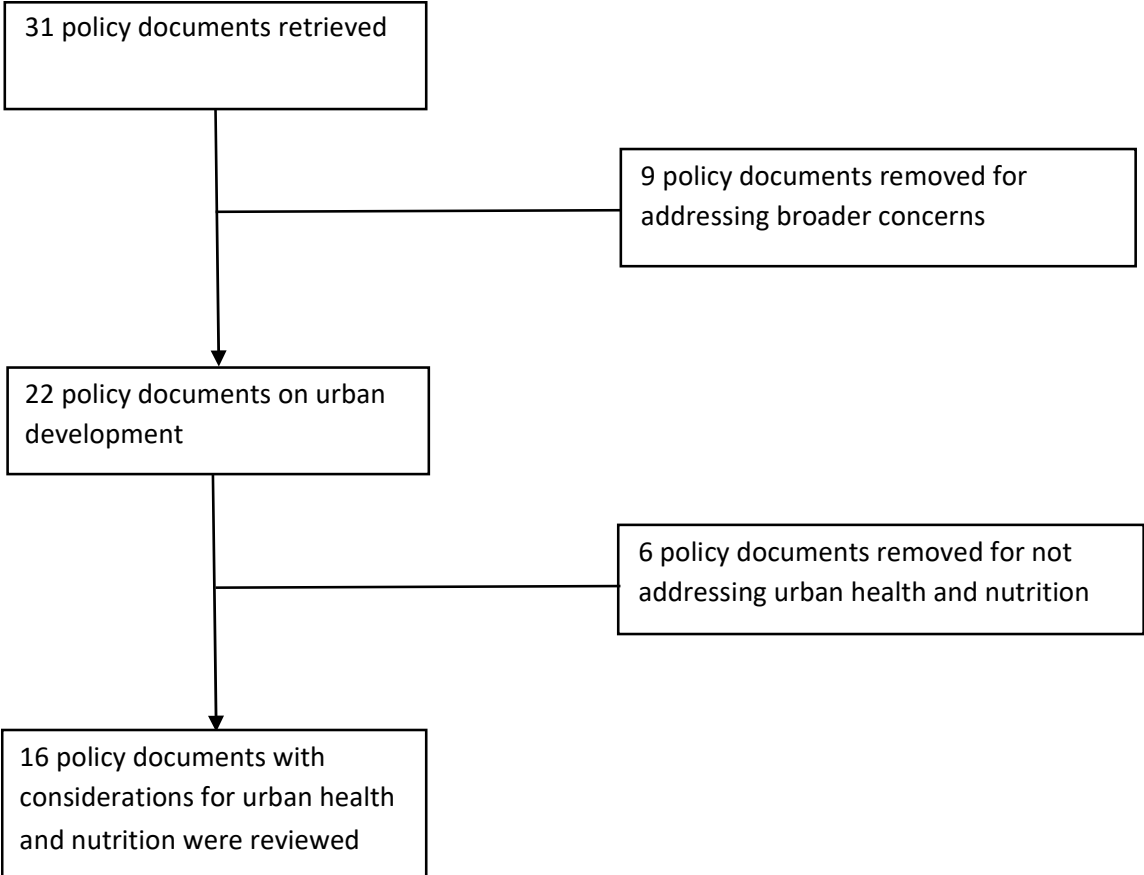 31 policy documents retrieved
9 policy documents removed for
addressing broader concerns
22 policy documents on urban
development
6 policy documents removed for not
addressing urban health and nutrition
16 policy documents with
considerations for urban health
and nutrition were reviewed